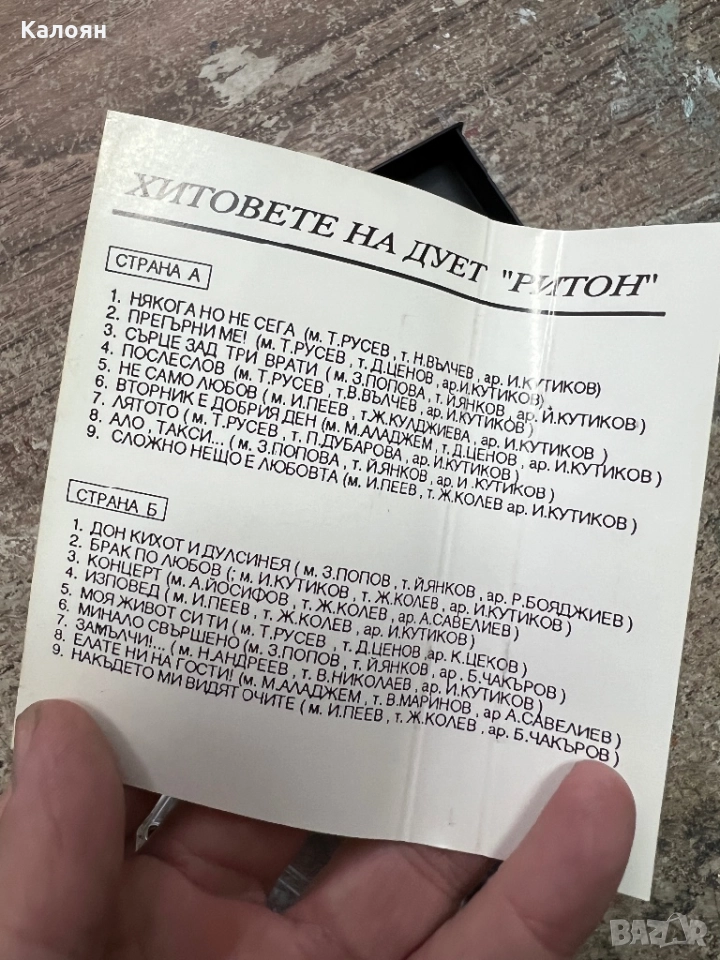 Калоян
ХИТОВЕТЕ НА ДУЕТ "РИТОН"
СТРАНА А
1. НЯКОГА НО НЕ СЕГА (м. Т.РУСЕВ , т. Н.ВЪЛЧЕВ , ар. И.КУТИКОВ)
2. ПРЕГЪРНИ МЕ! (м. Т.РУСЕВ , т. Д.ЦЕНОВ , ар.И.КУТИКОВ)
3. СЪРЦЕ ЗАД ТРИ ВРАТИ ( м. З.ПОПОВА , т. Й.ЯНКОВ , ар. И.КУТИКОВ )
4. ПОСЛЕСЛОВ (м. Т.РУСЕВ , т.В.ВЪЛЧЕВ , ар.И.КУТИКОВ )
5. НЕ САМО ЛЮБОВ ( м. И.ПЕЕВ , т.Ж.КУЛДЖИЕВА , ар. И.КУТИКОВ )
6. ВТОРНИК Е ДОБРИЯ ДЕН (м. М.АЛАДЖЕМ , т.Д.ЦЕНОВ , ар. И.КУТИКОВ )
7. ЛЯТОТО ( м. Т.РУСЕВ , т. П.ДУБАРОВА , ар. И.КУТИКОВ )
8. АЛО , ТАКСИ... ( м. З.ПОПОВА , т. Й.ЯНКОВ , ар. И .КУТИКОВ )
9. СЛОЖНО НЕЩО Е ЛЮБОВТА (м. И.ПЕЕВ , т. Ж.КОЛЕВ ар. И.КУТИКОВ )
СТРАНА Б
1. ДОН КИХОТ И ДУЛСИНЕЯ ( м. З.ПОПОВ , т. Й.ЯНКОВ , ар. Р.БОЯДЖИЕВ )
2. БРАК ПО ЛЮБОВ (; м. И.КУТИКОВ , т. Ж.КОЛЕВ , ар. И.КУТИКОВ )
3. КОНЦЕРТ (м. А.ЙОСИФОВ , т. Ж.КОЛЕВ , ар. А.САВЕЛИЕВ )
4. ИЗПОВЕД ( м. И.ПЕЕВ , т. Ж.КОЛЕВ , ар. И.КУТИКОВ )
5. МОЯ ЖИВОТ СИ ТИ ( м. Т.РУСЕВ , т. Д.ЦЕНОВ ,ар. К.ЦЕКОВ )
6. МИНАЛО СВЪРШЕНО ( м. З.ПОПОВ , т. Й.ЯНКОВ , ар. Б.ЧАКЪРОВ )
7. ЗАМЪЛЧИ!... ( м. Н.АНДРЕЕВ , т. В.НИКОЛАЕВ , ар. И.КУТИКОВ )
8. ЕЛАТЕ НИ НА ГОСТИ! (м. М.АЛАДЖЕМ , т. В.МАРИНОВ , ар А.САВЕЛИЕВ )
9. НАКЪДЕТО МИ ВИДЯТ ОЧИТЕ ( м. И.ПЕЕВ , т. Ж.КОЛЕВ , ар. Б.ЧАКЪРОВ )
BAZAR